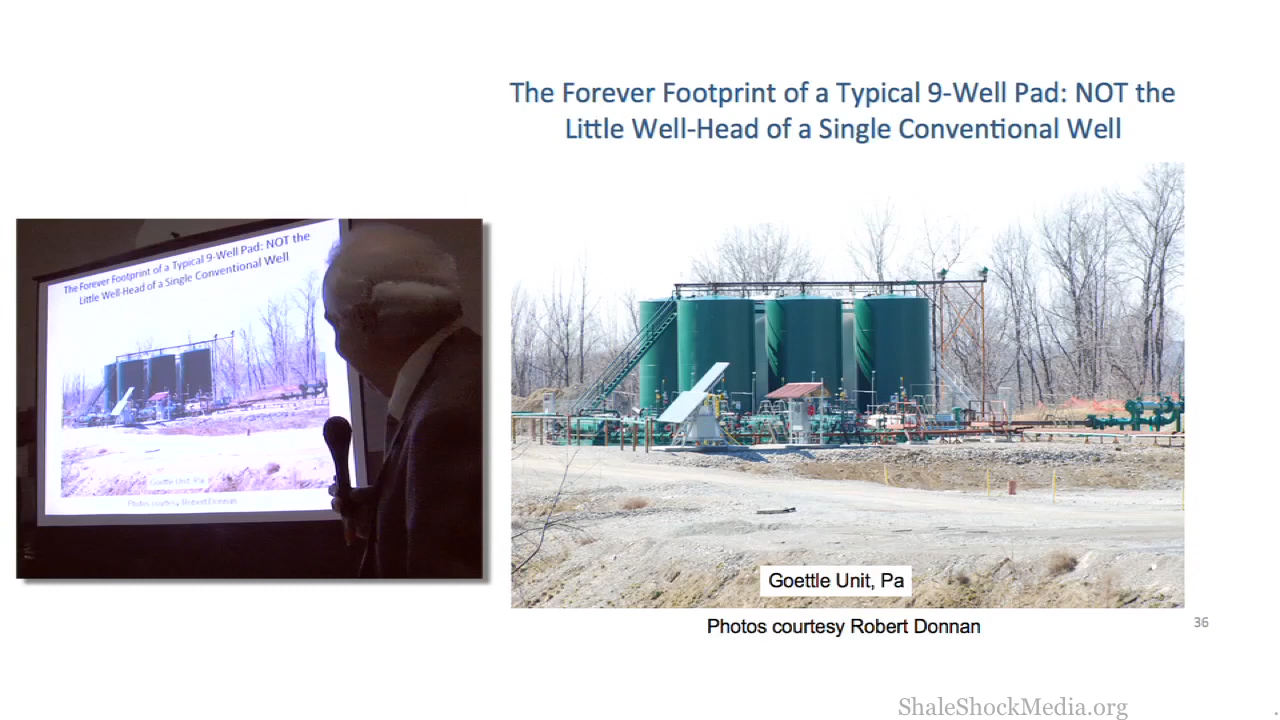 The Forever Footprint of a Typical 9-Well Pad: NOT the
Little Well-Head of a Single Conventional Well
The Forever Footprint of a Typical 9-Well Pad: NOT the
Little Well-Head of a Single Conventional Well
Goettle Unit, Pa
Photos courtesy Robert Donnan
Goettle Unit, Pa
Photos courtesy Robert Donnan
36
ShaleShockMedia.org